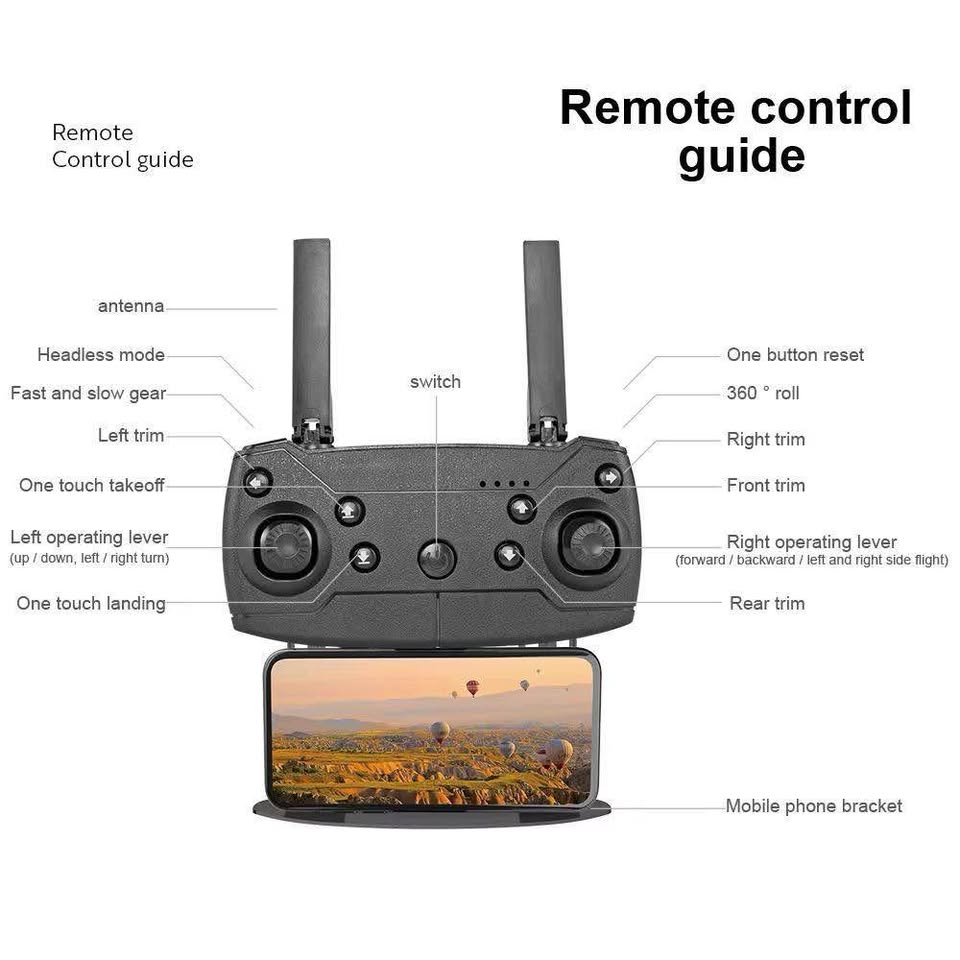 Remote
Control guide
Remote control
guide
antenna
Headless mode
Fast and slow gear
Left trim
One touch takeoff
Left operating lever
(up / down, left / right turn)
One touch landing
switch
One button reset
360 ° roll
Right trim
Front trim
Right operating lever
(forward / backward / left and right side flight)
Rear trim
Mobile phone bracket